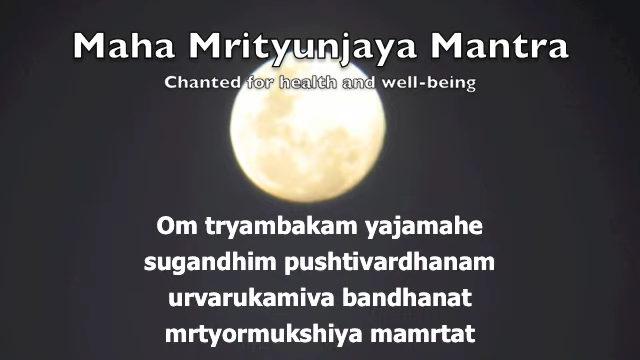 Maha Mrityunjaya Mantra
Chanted for health and well-being
Om tryambakam yajamahe
sugandhim pushtivardhanam
urvarukamiva bandhanat
mrtyormukshiya mamrtat